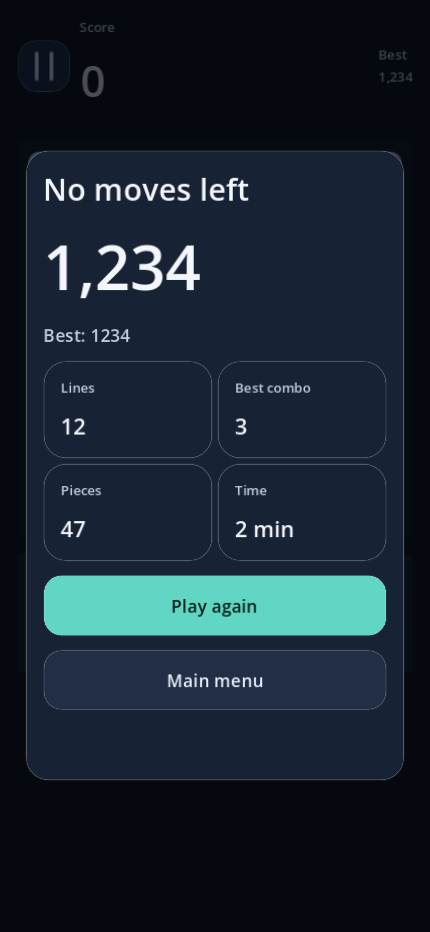 Score
0
Best
1,234
No moves left
1,234
Best: 1234
Lines
12
Best combo
3
Pieces
47
Time
2 min
Play again
Main menu